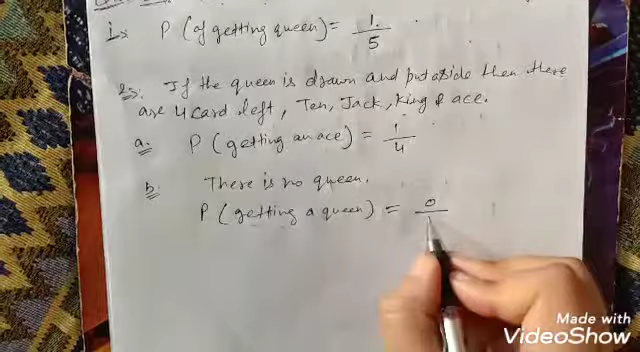 i. P (of getting queen) = 1/5
2. If the queen is drawn and put aside then there
are 4 card left, Ten, Jack, King & ace.
a. P (getting an ace) = 1/4
b. There is no queen.
P (getting a queen) = 0
Made with
VideoShow